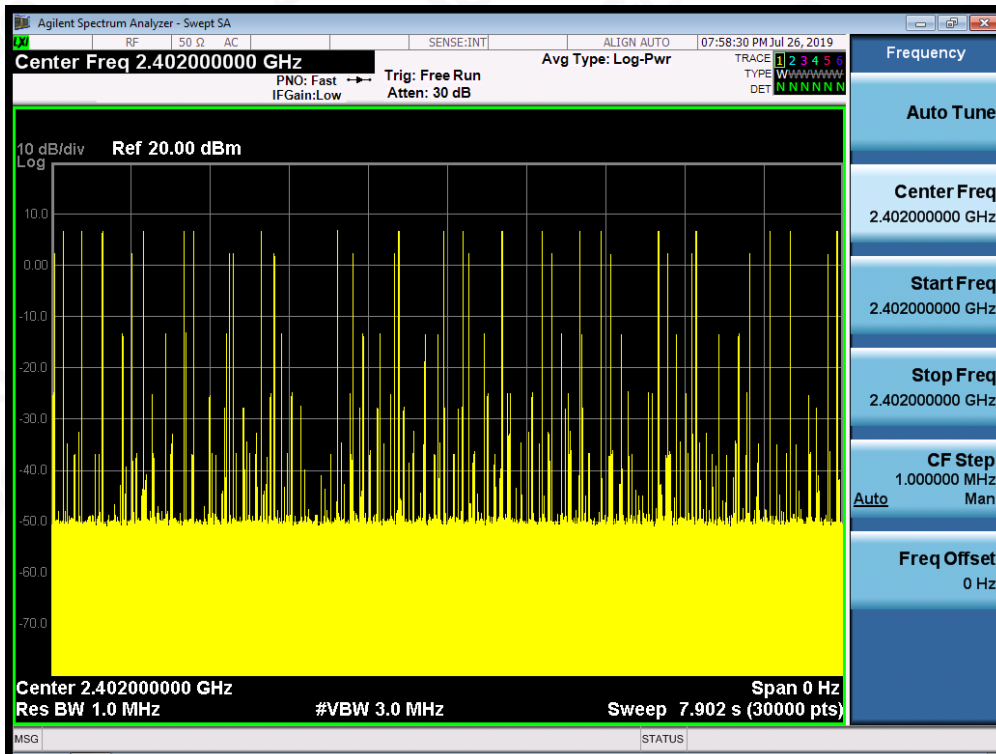 Agilent Spectrum Analyzer - Swept SA
LXI RF 50 Ω AC SENSE:INT ALIGN AUTO 07:58:30 PM Jul 26, 2019
Center Freq 2.402000000 GHz
PNO: Fast
IFGain:Low
Trig: Free Run
Atten: 30 dB
Avg Type: Log-Pwr
TRACE 1 2 3 4 5 6
TYPE WWWWWWW
DET N N N N N N
10 dB/div Ref 20.00 dBm
Log
10.0
0.00
-10.0
-20.0
-30.0
-40.0
-50.0
-60.0
-70.0
Center 2.402000000 GHz Span 0 Hz
Res BW 1.0 MHz #VBW 3.0 MHz Sweep 7.902 s (30000 pts)
MSG STATUS
Frequency
Auto Tune
Center Freq
2.402000000 GHz
Start Freq
2.402000000 GHz
Stop Freq
2.402000000 GHz
CF Step
1.000000 MHz
Auto Man
Freq Offset
0 Hz